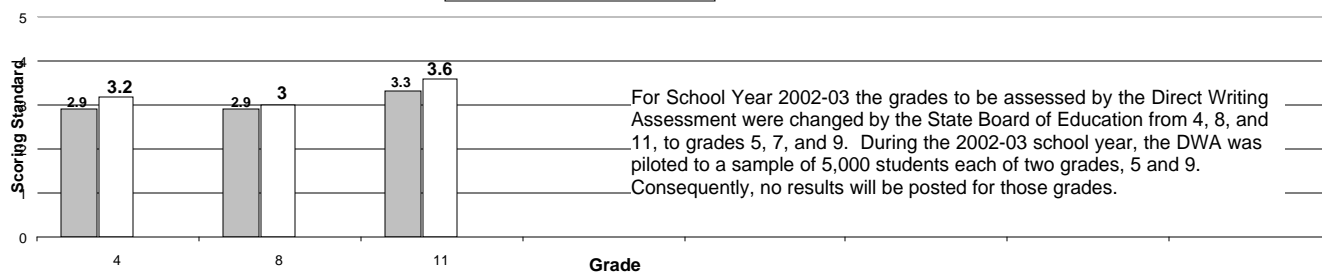 5
4
3.6
3.3
3.2
2.9
2.9
3
Scoring Standard
For School Year 2002-03 the grades to be assessed by the Direct Writing
Assessment were changed by the State Board of Education from 4, 8, and
11, to grades 5, 7, and 9. During the 2002-03 school year, the DWA was
piloted to a sample of 5,000 students each of two grades, 5 and 9.
Consequently, no results will be posted for those grades.
3
2
1
0
4
8
11
Grade